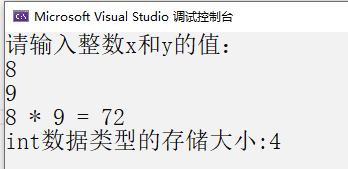 Microsoft Visual Studio 调试控制台
请输入整数x和y的值:
8
9
8 * 9 = 72
int数据类型的存储大小:4